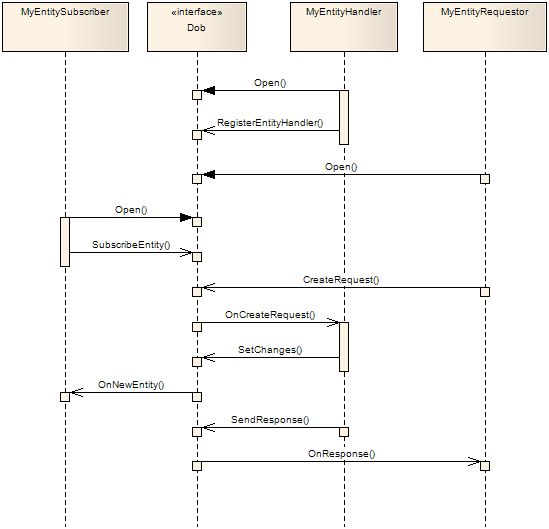 MyEntitySubscriber
«interface»
Dob
MyEntityHandler
MyEntityRequestor
Open()
RegisterEntityHandler()
Open()
Open()
SubscribeEntity()
CreateRequest()
OnCreateRequest()
SetChanges()
OnNewEntity()
SendResponse()
OnResponse()